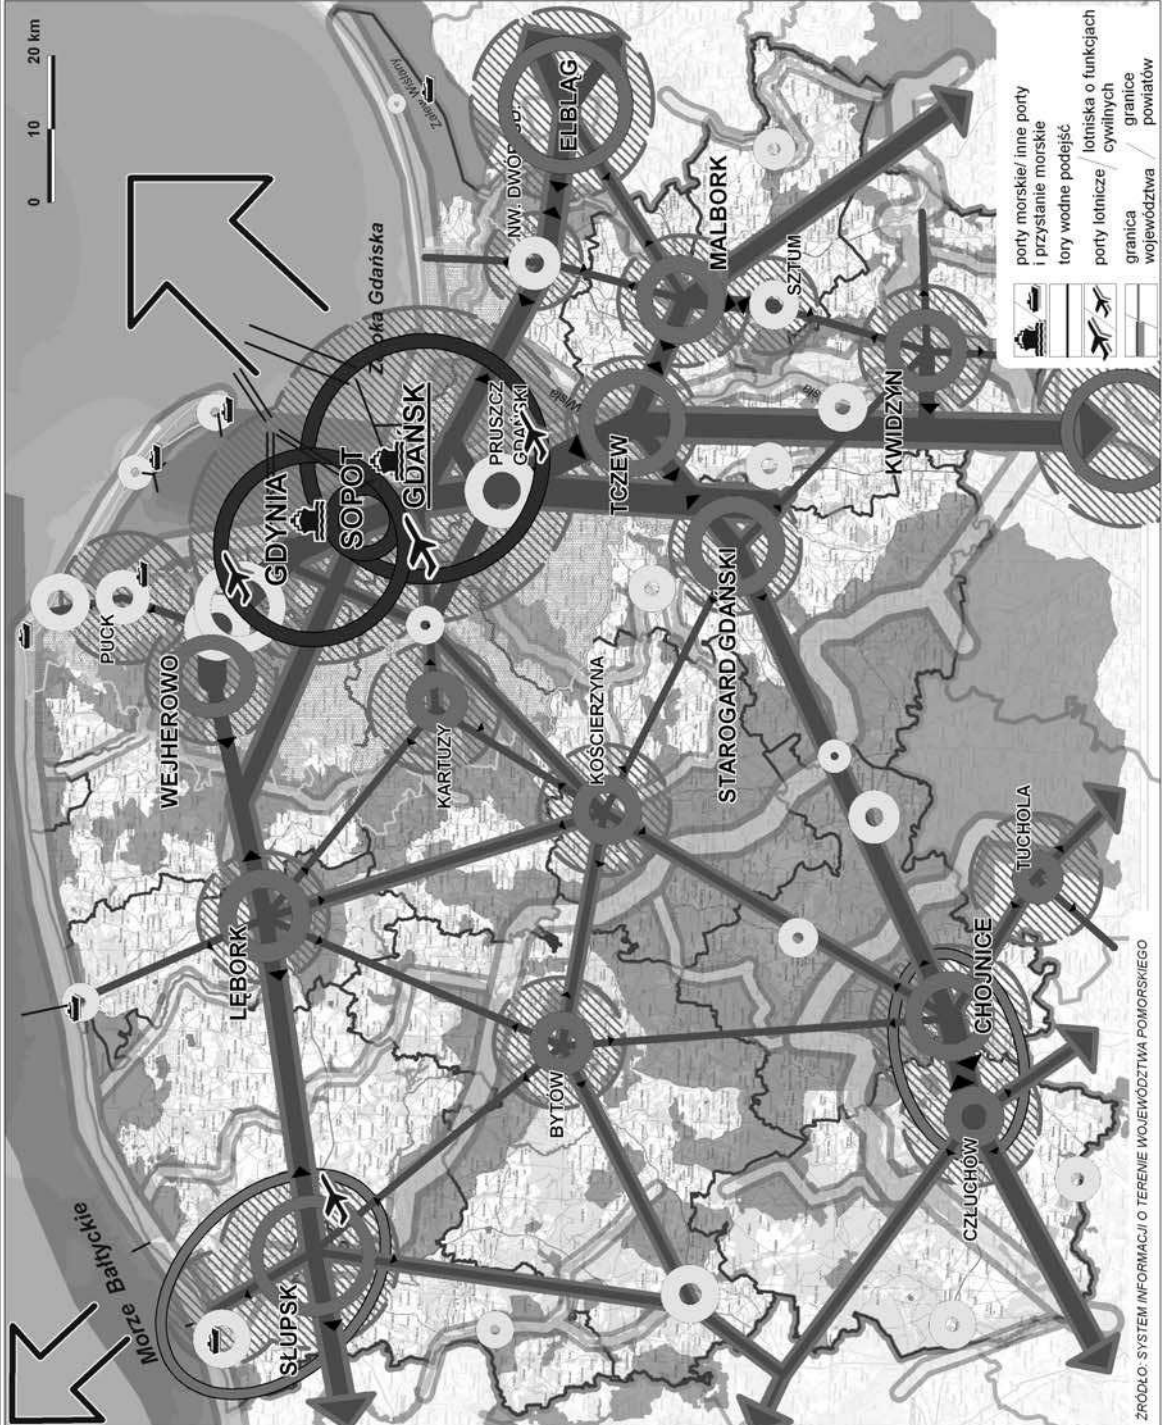 Morze Bałtyckie
SŁUPSK
LĘBORK
WEJHEROWO
PUCK
GDYNIA
SOPOT
GDAŃSK
PRUSZCZ
GDAŃSKI
KARTUZY
KOŚCIERZYNA
BYTÓW
STAROGARD GDAŃSKI
TCZEW
Wisła
NW. DWÓR
ELBLĄG
Zalew Wiślany
MALBORK
SZTUM
KWIDZYN
CHOJNICE
CZŁUCHÓW
TUCHOLA
Gdańska
0 10 20 km
porty morskie/ inne porty
i przystanie morskie
tory wodne podejść
porty lotnicze / lotniska o funkcjach
cywilnych
granica
województwa / granice
powiatów
ŹRÓDŁO: SYSTEM INFORMACJI O TERENIE WOJEWÓDZTWA POMORSKIEGO